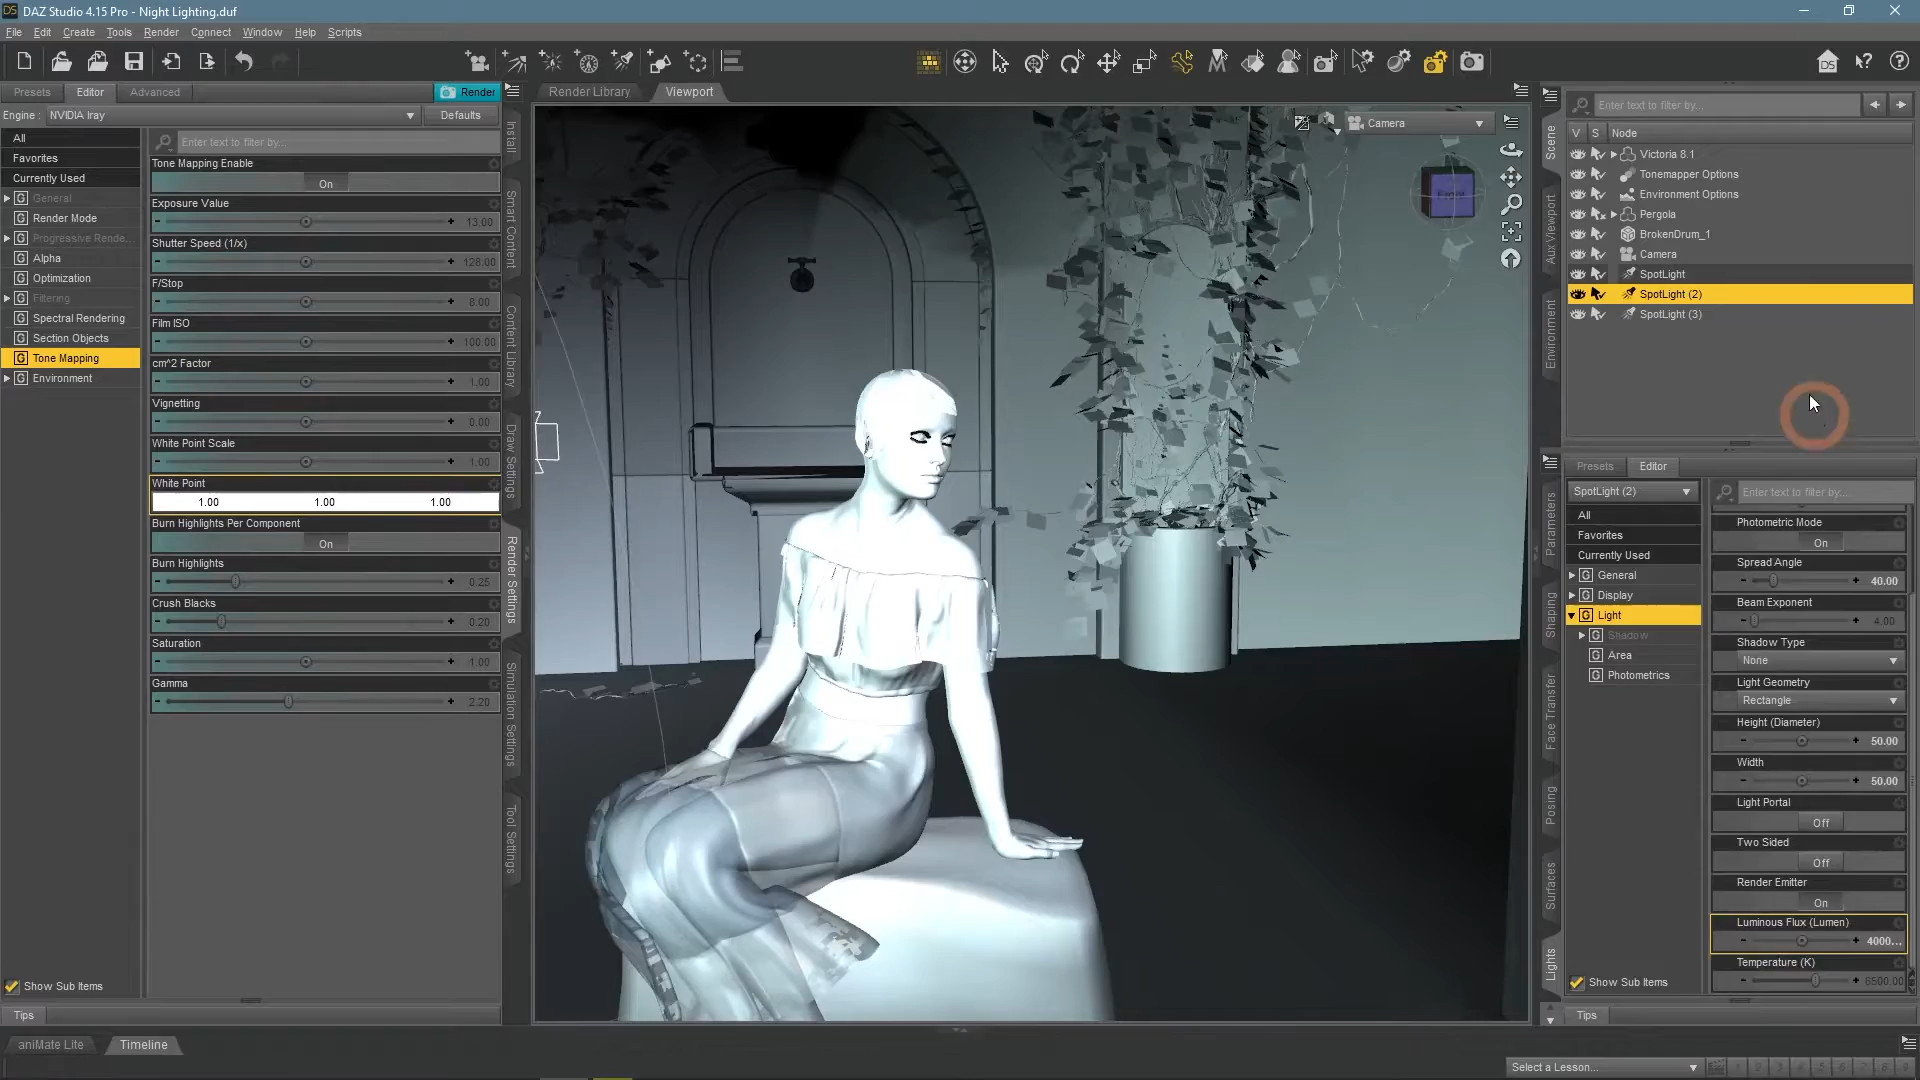 DAZ Studio 4.15 Pro - Night Lighting.duf
File Edit Create Tools Render Connect Window Help Scripts
Presets Editor Advanced Render
Engine : NVIDIA Iray Defaults
All
Favorites
Currently Used
General
Render Mode
Progressive Rende...
Alpha
Optimization
Filtering
Spectral Rendering
Section Objects
Tone Mapping
Environment
Show Sub Items
Tips
Enter text to filter by...
Tone Mapping Enable
On
Exposure Value
13.00
Shutter Speed (1/x)
128.00
F/Stop
8.00
Film ISO
100.00
cm^2 Factor
1.00
Vignetting
0.00
White Point Scale
1.00
White Point
1.00 1.00 1.00
Burn Highlights Per Component
On
Burn Highlights
0.25
Crush Blacks
0.20
Saturation
1.00
Gamma
2.20
Install
Smart Content
Content Library
Draw Settings
Render Settings
Simulation Settings
Tool Settings
Render Library Viewport
Camera
Front
Scene
Aux Viewport
Environment
Enter text to filter by...
V S Node
Victoria 8.1
Tonemapper Options
Environment Options
Pergola
BrokenDrum_1
Camera
SpotLight
SpotLight (2)
SpotLight (3)
Parameters
Shaping
Face Transfer
Posing
Surfaces
Lights
Presets Editor
SpotLight (2)
All
Favorites
Currently Used
General
Display
Light
Shadow
Area
Photometrics
Show Sub Items
Tips
Enter text to filter by...
Photometric Mode
On
Spread Angle
40.00
Beam Exponent
4.00
Shadow Type
None
Light Geometry
Rectangle
Height (Diameter)
50.00
Width
50.00
Light Portal
Off
Two Sided
Off
Render Emitter
On
Luminous Flux (Lumen)
4000...
Temperature (K)
6500.00
aniMate Lite Timeline
Select a Lesson...